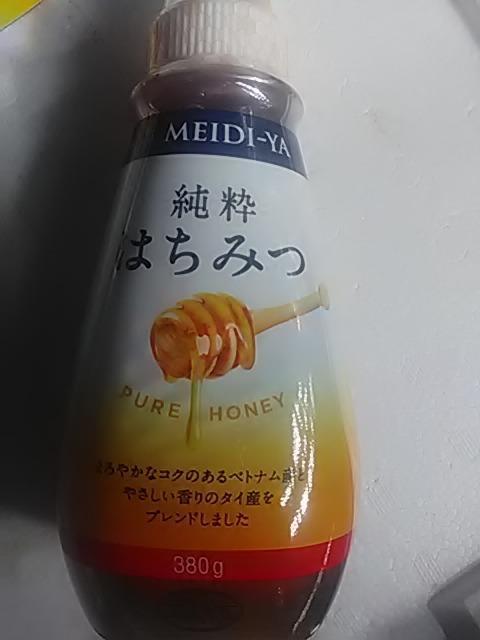 MEIDI-YA
純粋
はちみつ
PURE HONEY
まろやかなコクのあるベトナム産と
やさしい香りのタイ産を
ブレンドしました
380g